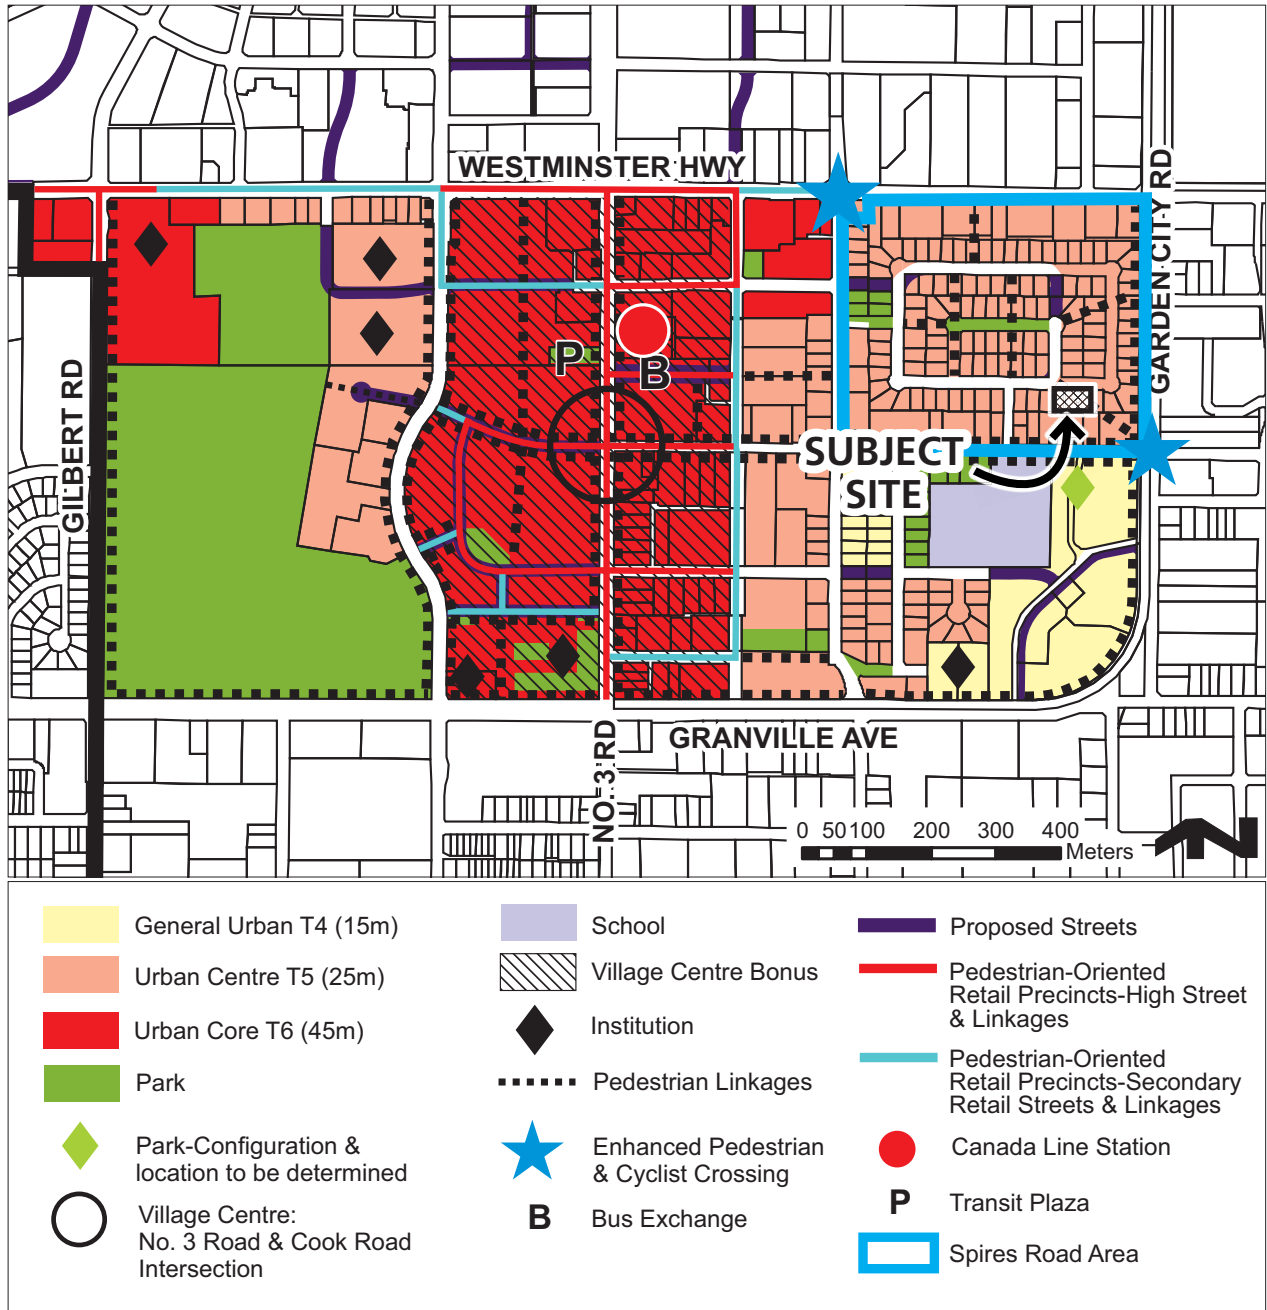 WESTMINSTER HWY
GARDEN CITY RD
GILBERT RD
P
B
SUBJECT
SITE
GRANVILLE AVE
NO. 3 RD
0 50 100 200 300 400
Meters
N
General Urban T4 (15m)
Urban Centre T5 (25m)
Urban Core T6 (45m)
Park
Park-Configuration &
location to be determined
Village Centre:
No. 3 Road & Cook Road
Intersection
School
Village Centre Bonus
Institution
Pedestrian Linkages
Enhanced Pedestrian
& Cyclist Crossing
B Bus Exchange
Proposed Streets
Pedestrian-Oriented
Retail Precincts-High Street
& Linkages
Pedestrian-Oriented
Retail Precincts-Secondary
Retail Streets & Linkages
Canada Line Station
P Transit Plaza
Spires Road Area